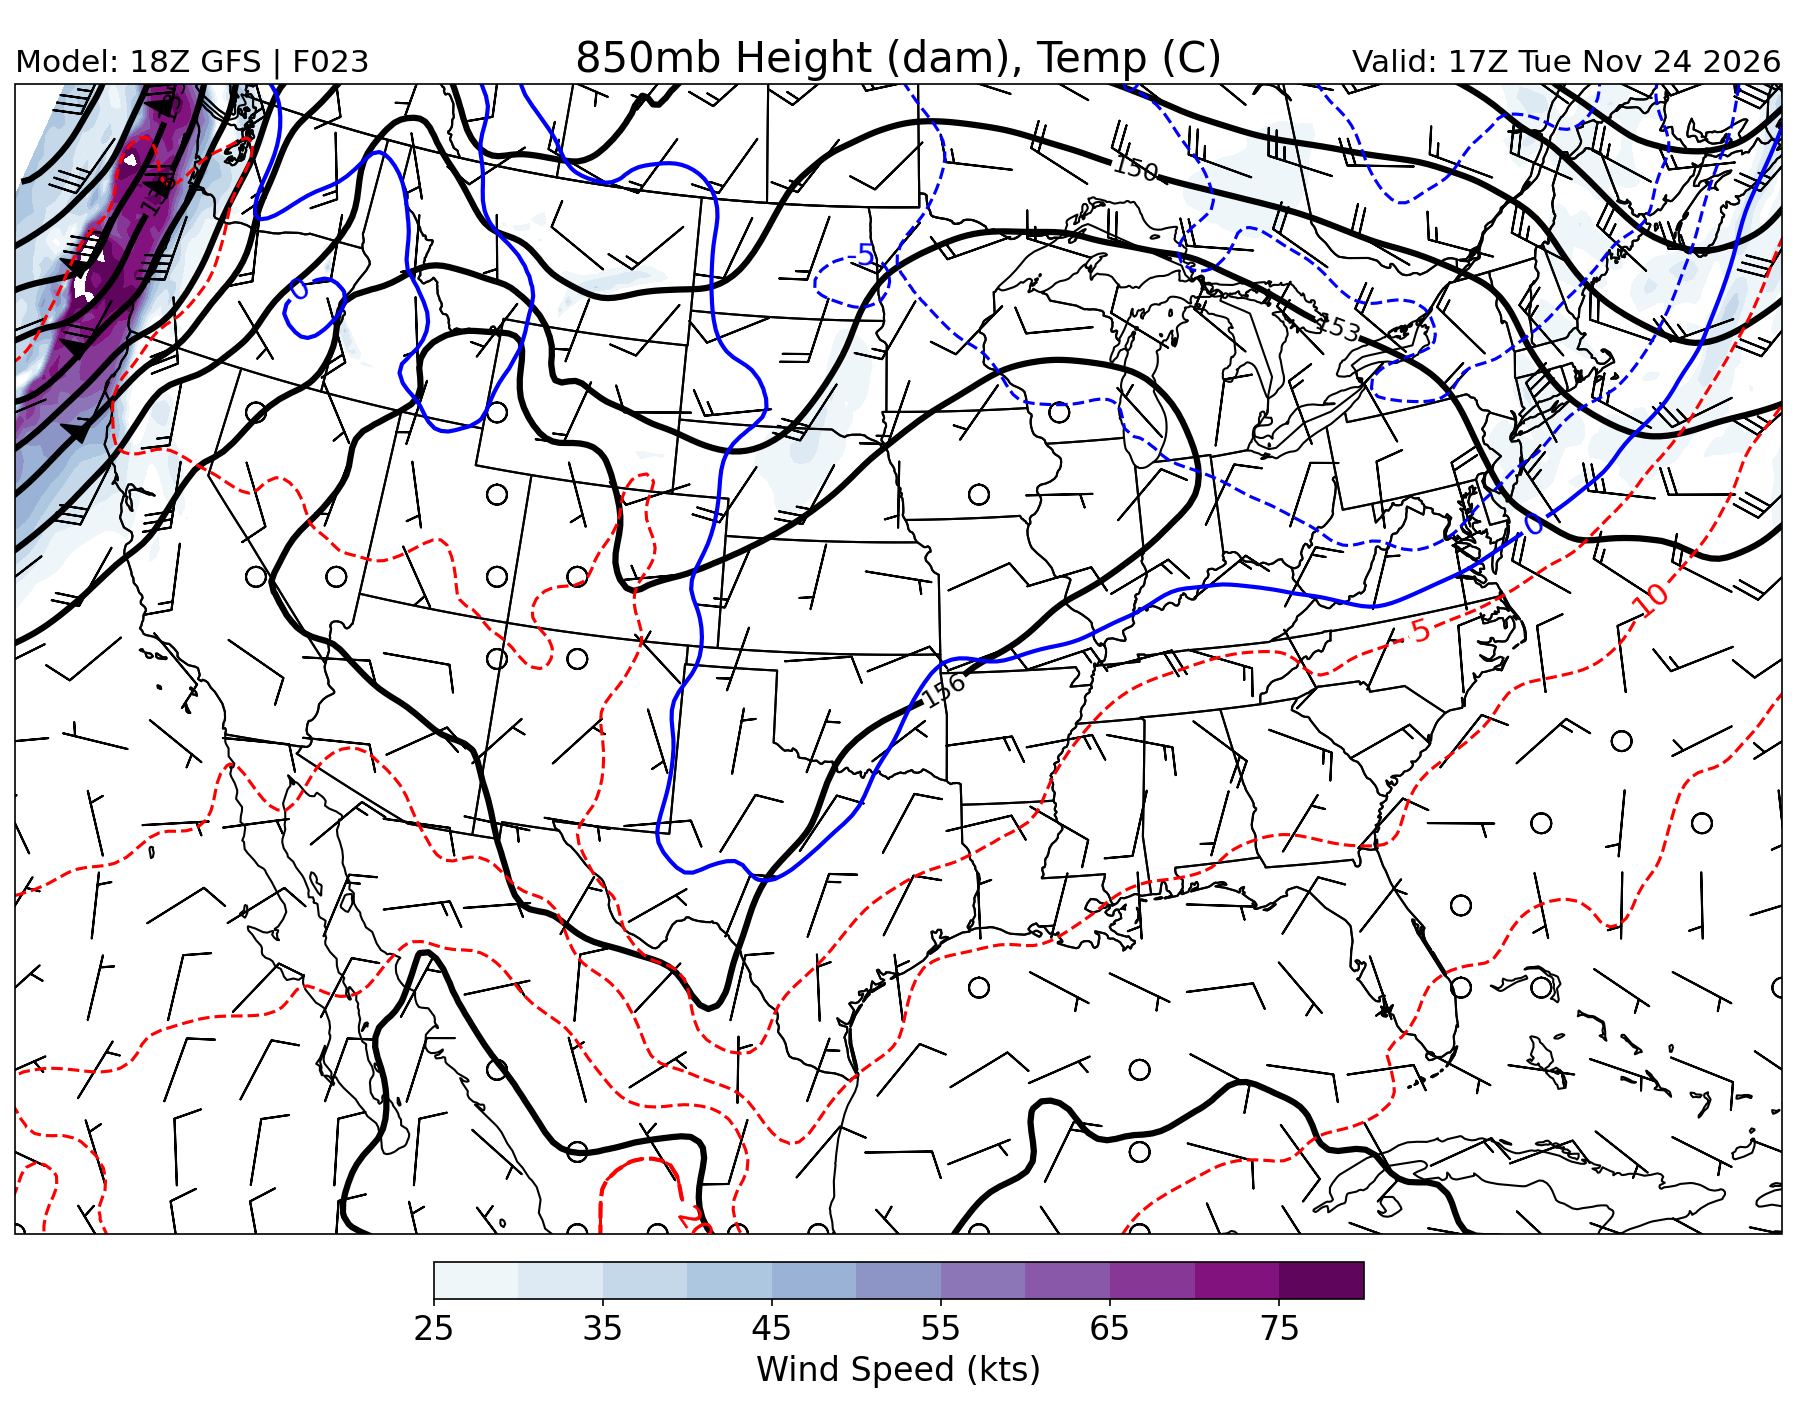 850mb Height (dam), Temp (C)
Model: 18Z GFS | F023
Valid: 17Z Tue Nov 24 2026
150
-5
0
153
0
10
5
156
25 35 45 55 65 75
Wind Speed (kts)